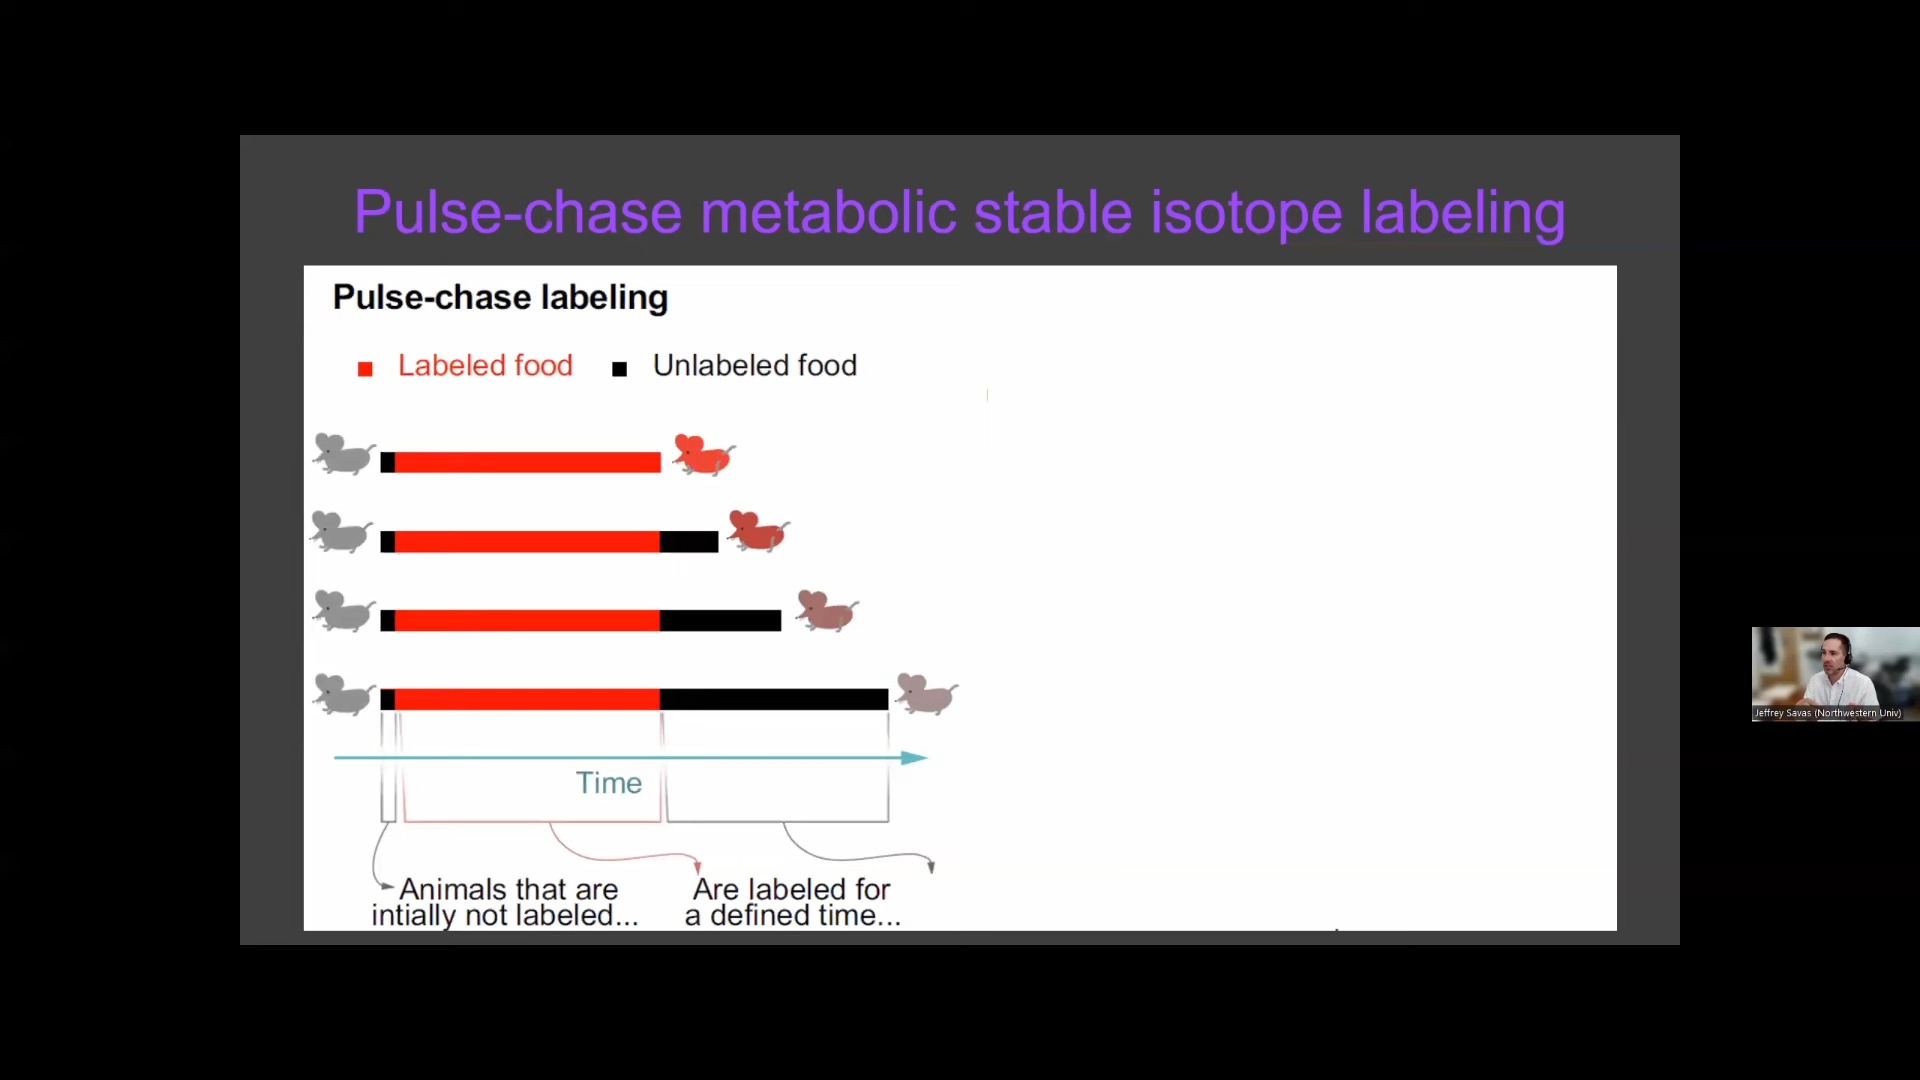 Pulse-chase metabolic stable isotope labeling
Pulse-chase labeling
Labeled food
Unlabeled food
Time
Animals that are
intially not labeled...
Are labeled for
a defined time...
Jeffrey Savas (Northwestern Univ)